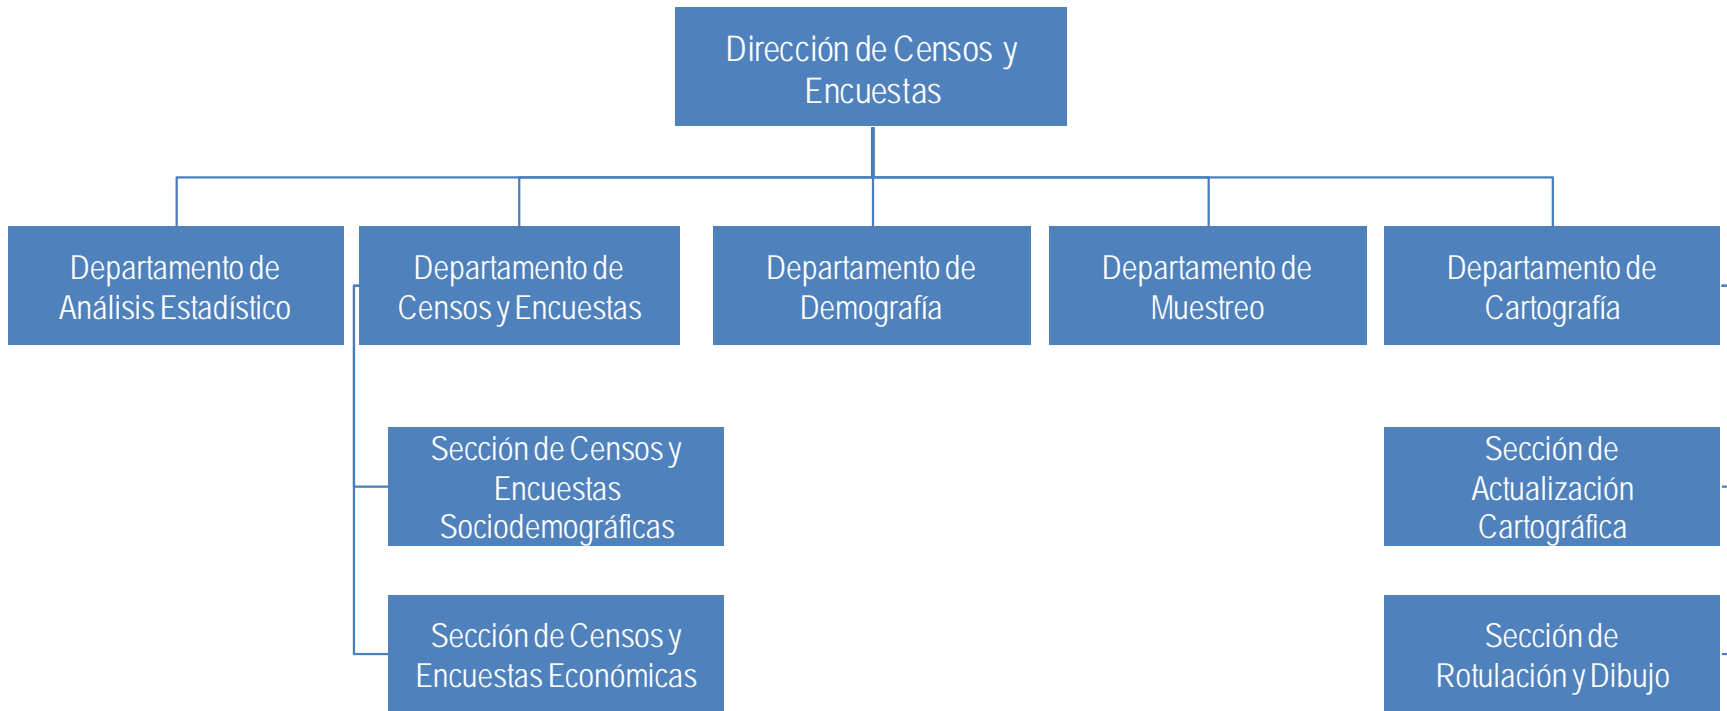 Dirección de Censos y
Encuestas
Departamento de
Análisis Estadístico
Departamento de
Censos y Encuestas
Departamento de
Demografía
Departamento de
Muestreo
Departamento de
Cartografía
Sección de Censos y
Encuestas
Sociodemográficas
Sección de
Actualización
Cartográfica
Sección de Censos y
Encuestas Económicas
Sección de
Rotulación y Dibujo